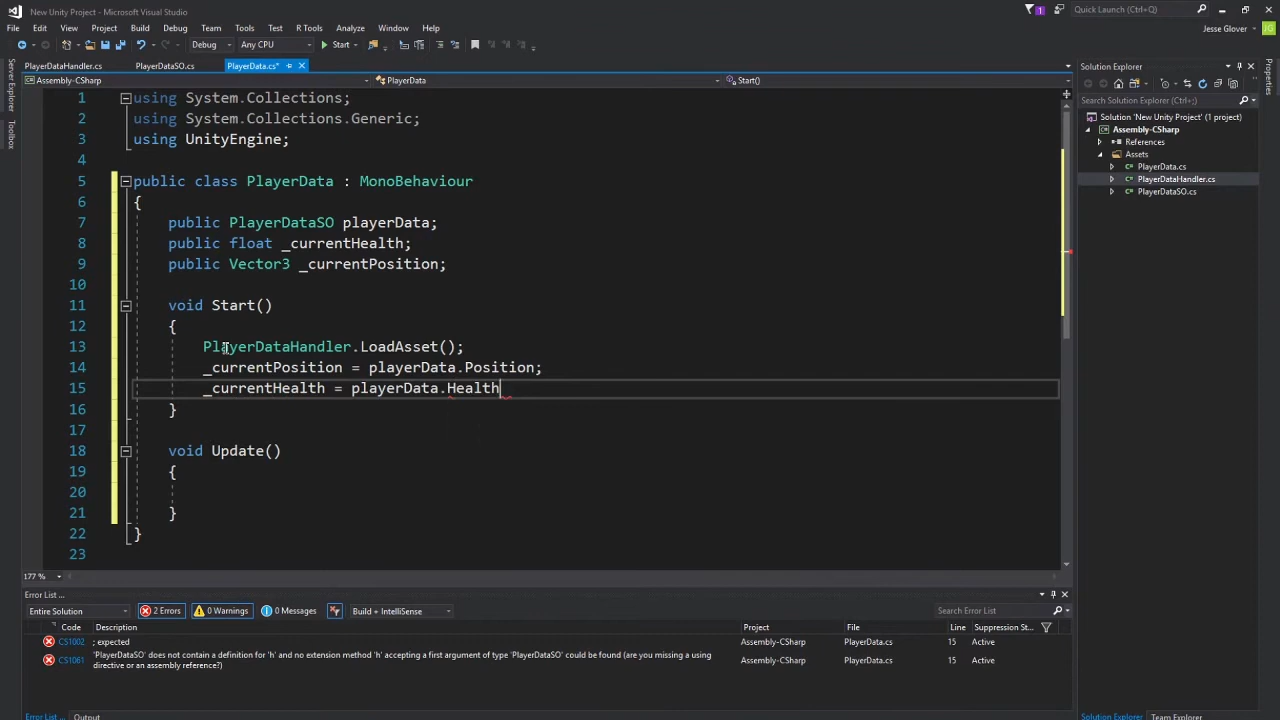 New Unity Project - Microsoft Visual Studio
1
Quick Launch (Ctrl+Q)
File Edit View Project Build Debug Team Tools Test R Tools Analyze Window Help
Jesse Glover JG
Debug Any CPU Start
PlayerDataHandler.cs PlayerDataSO.cs PlayerData.cs*
Solution Explorer
Assembly-CSharp PlayerData Start()
Server Explorer
Toolbox
Properties
1 using System.Collections;
2 using System.Collections.Generic;
3 using UnityEngine;
4
5 public class PlayerData : MonoBehaviour
6 {
7 public PlayerDataSO playerData;
8 public float _currentHealth;
9 public Vector3 _currentPosition;
10
11 void Start()
12 {
13 PlayerDataHandler.LoadAsset();
14 _currentPosition = playerData.Position;
15 _currentHealth = playerData.Health
16 }
17
18 void Update()
19 {
20
21 }
22 }
23
Search Solution Explorer (Ctrl+;)
Solution 'New Unity Project' (1 project)
Assembly-CSharp
References
Assets
PlayerData.cs
PlayerDataHandler.cs
PlayerDataSO.cs
177 %
Error List ...
Entire Solution 2 Errors 0 Warnings 0 Messages Build + IntelliSense Search Error List
Code Description Project File Line Suppression St...
CS1002 ; expected Assembly-CSharp PlayerData.cs 15 Active
CS1061 'PlayerDataSO' does not contain a definition for 'h' and no extension method 'h' accepting a first argument of type 'PlayerDataSO' could be found (are you missing a using Assembly-CSharp PlayerData.cs 15 Active
directive or an assembly reference?)
Error List Output
Solution Explorer Team Explorer